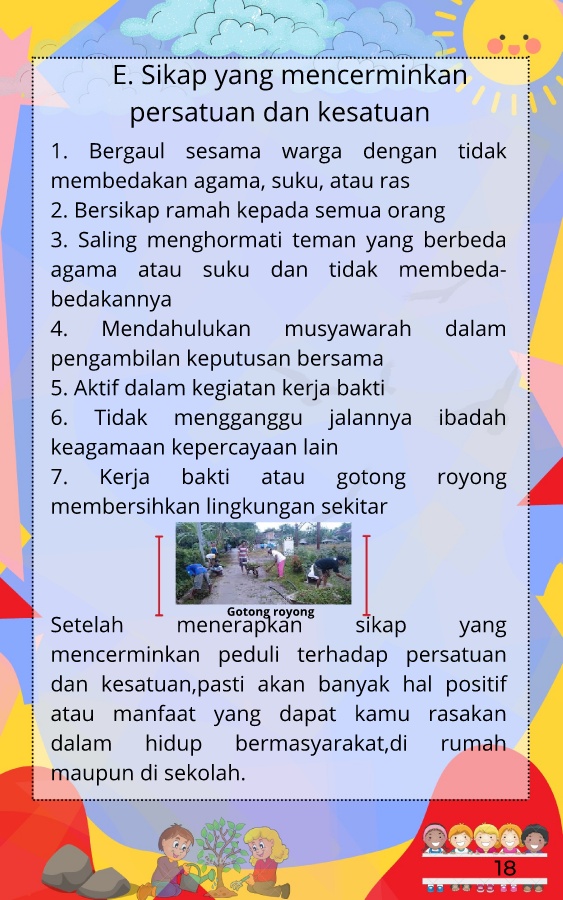 E. Sikap yang mencerminkan
persatuan dan kesatuan
1. Bergaul sesama warga dengan tidak
membedakan agama, suku, atau ras
2. Bersikap ramah kepada semua orang
3. Saling menghormati teman yang berbeda
agama atau suku dan tidak membeda-
bedakannya
4. Mendahulukan musyawarah dalam
pengambilan keputusan bersama
5. Aktif dalam kegiatan kerja bakti
6. Tidak mengganggu jalannya ibadah
keagamaan kepercayaan lain
7. Kerja bakti atau gotong royong
membersihkan lingkungan sekitar
Gotong royong
Setelah menerapkan sikap yang
mencerminkan peduli terhadap persatuan
dan kesatuan,pasti akan banyak hal positif
atau manfaat yang dapat kamu rasakan
dalam hidup bermasyarakat,di rumah
maupun di sekolah.
18